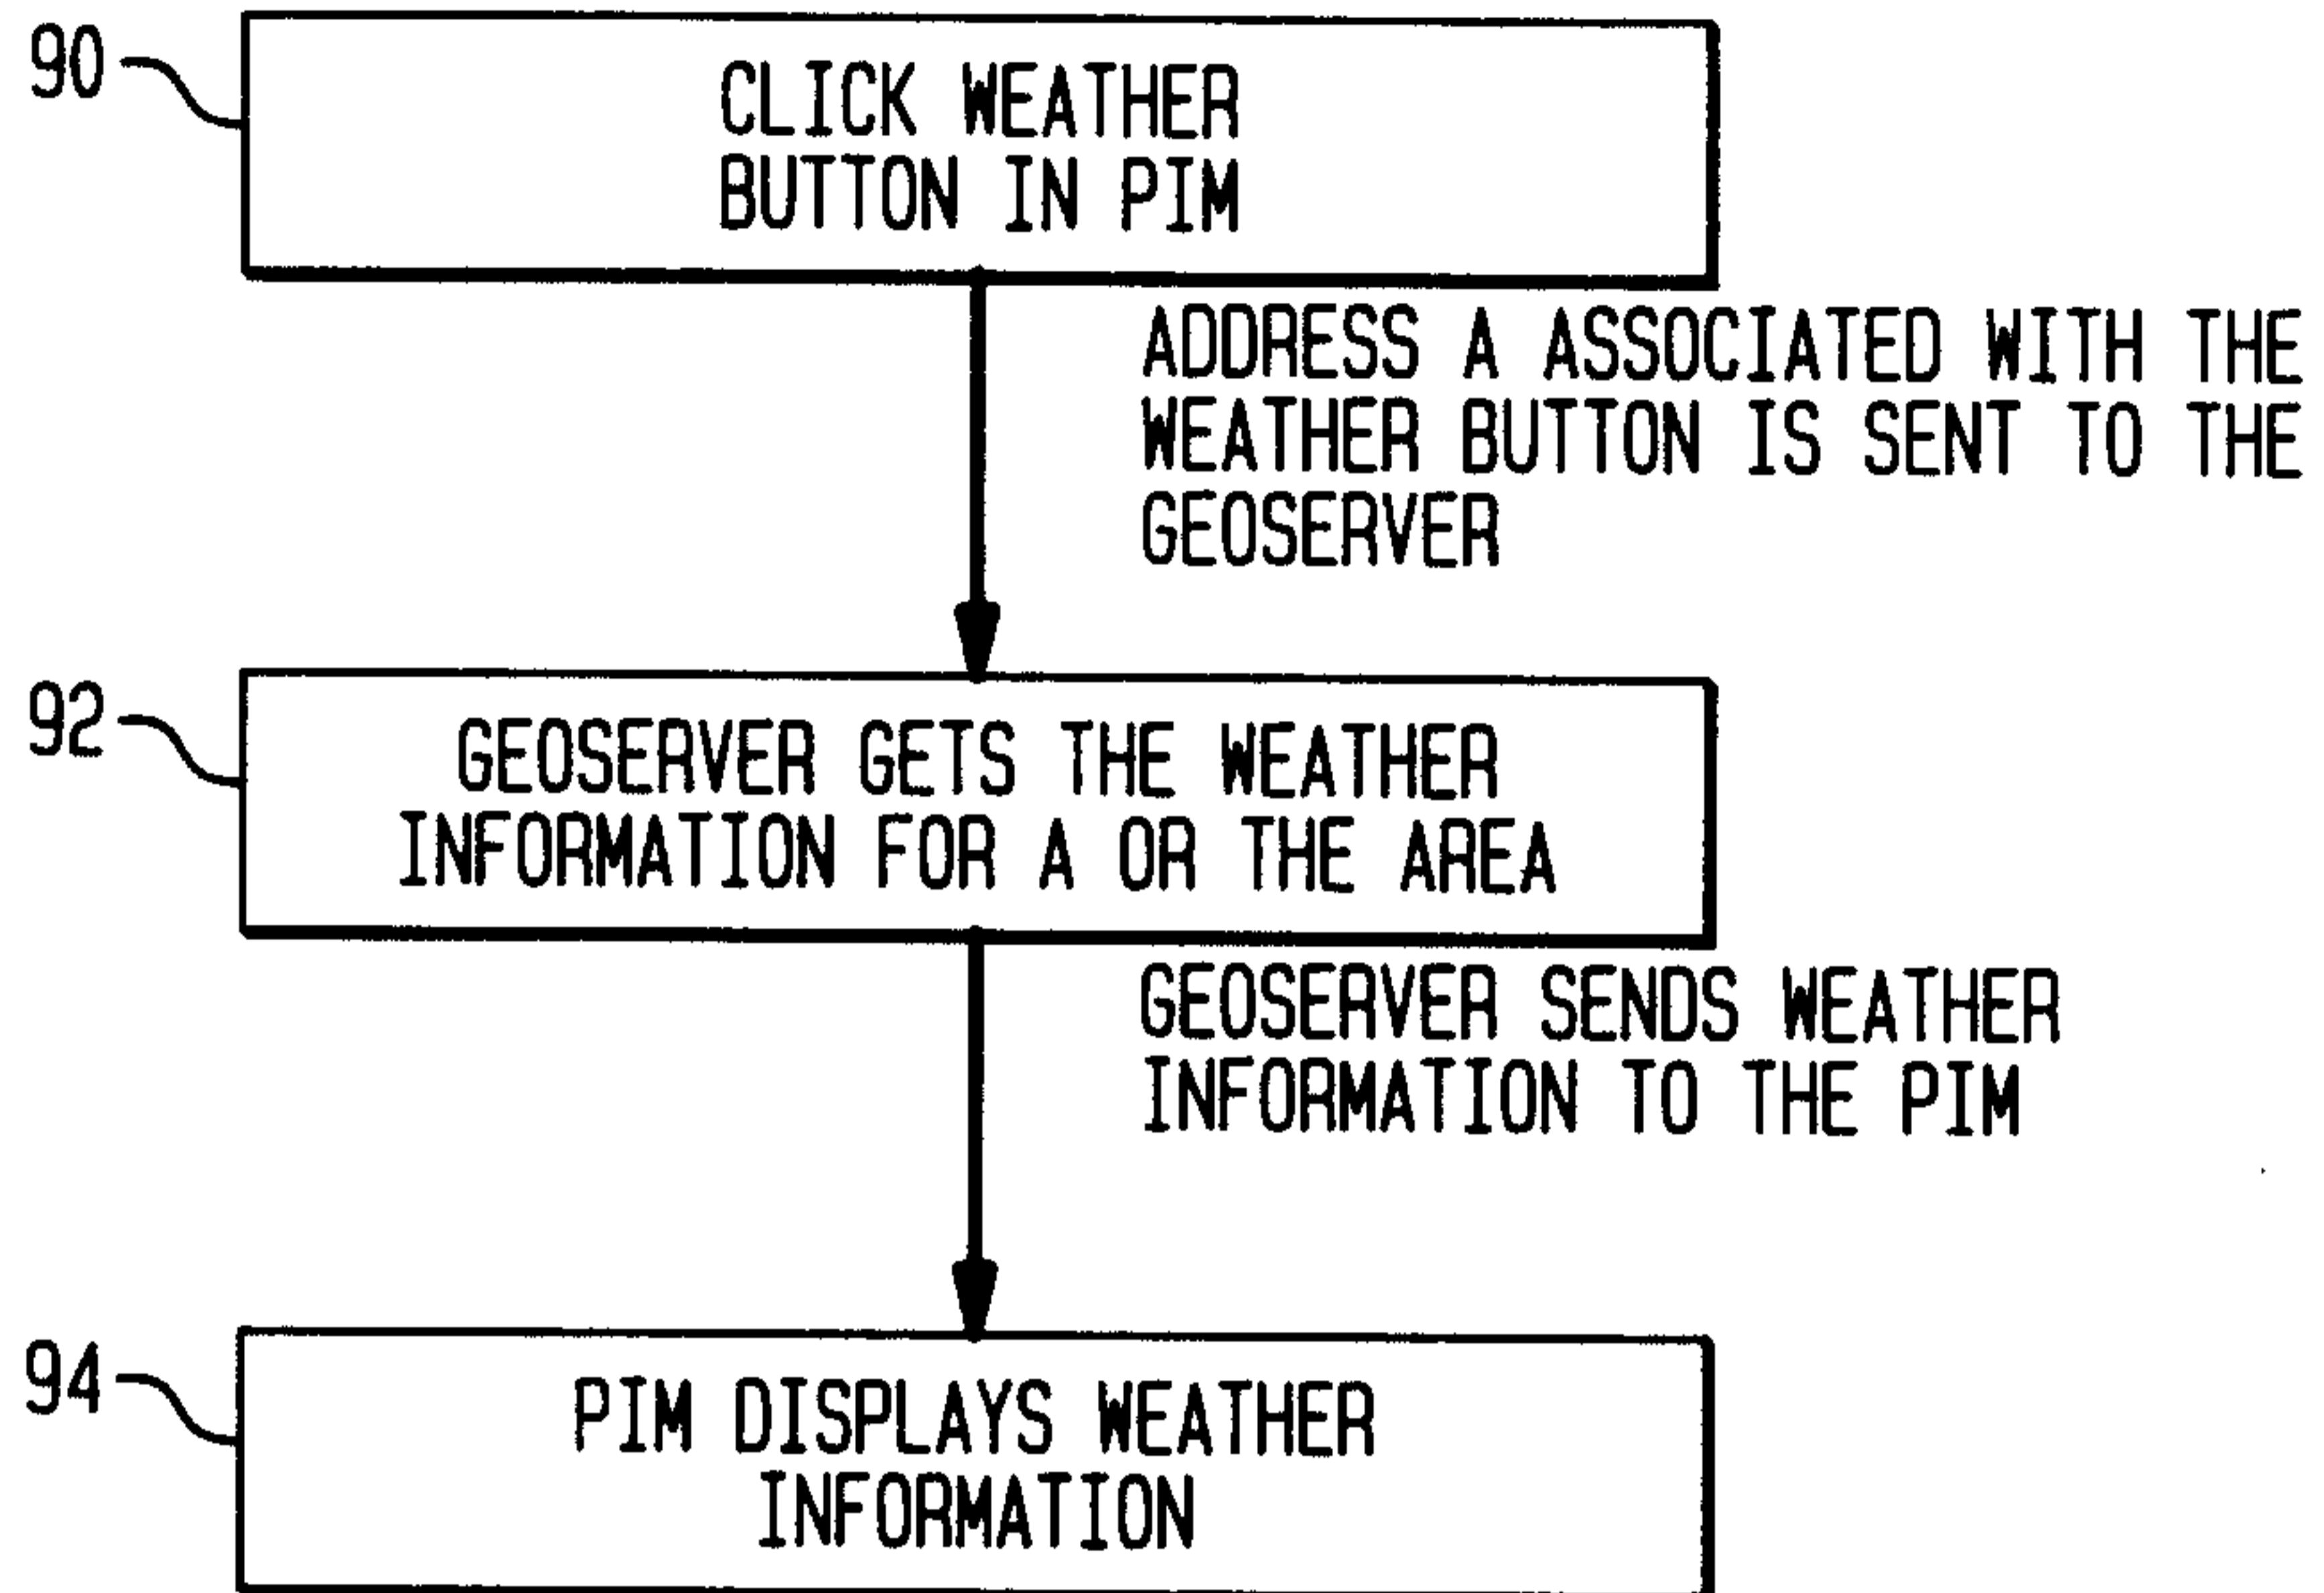 90
CLICK WEATHER
BUTTON IN PIM
ADDRESS A ASSOCIATED WITH THE
WEATHER BUTTON IS SENT TO THE
GEOSERVER
92
GEOSERVER GETS THE WEATHER
INFORMATION FOR A OR THE AREA
GEOSERVER SENDS WEATHER
INFORMATION TO THE PIM
94
PIM DISPLAYS WEATHER
INFORMATION